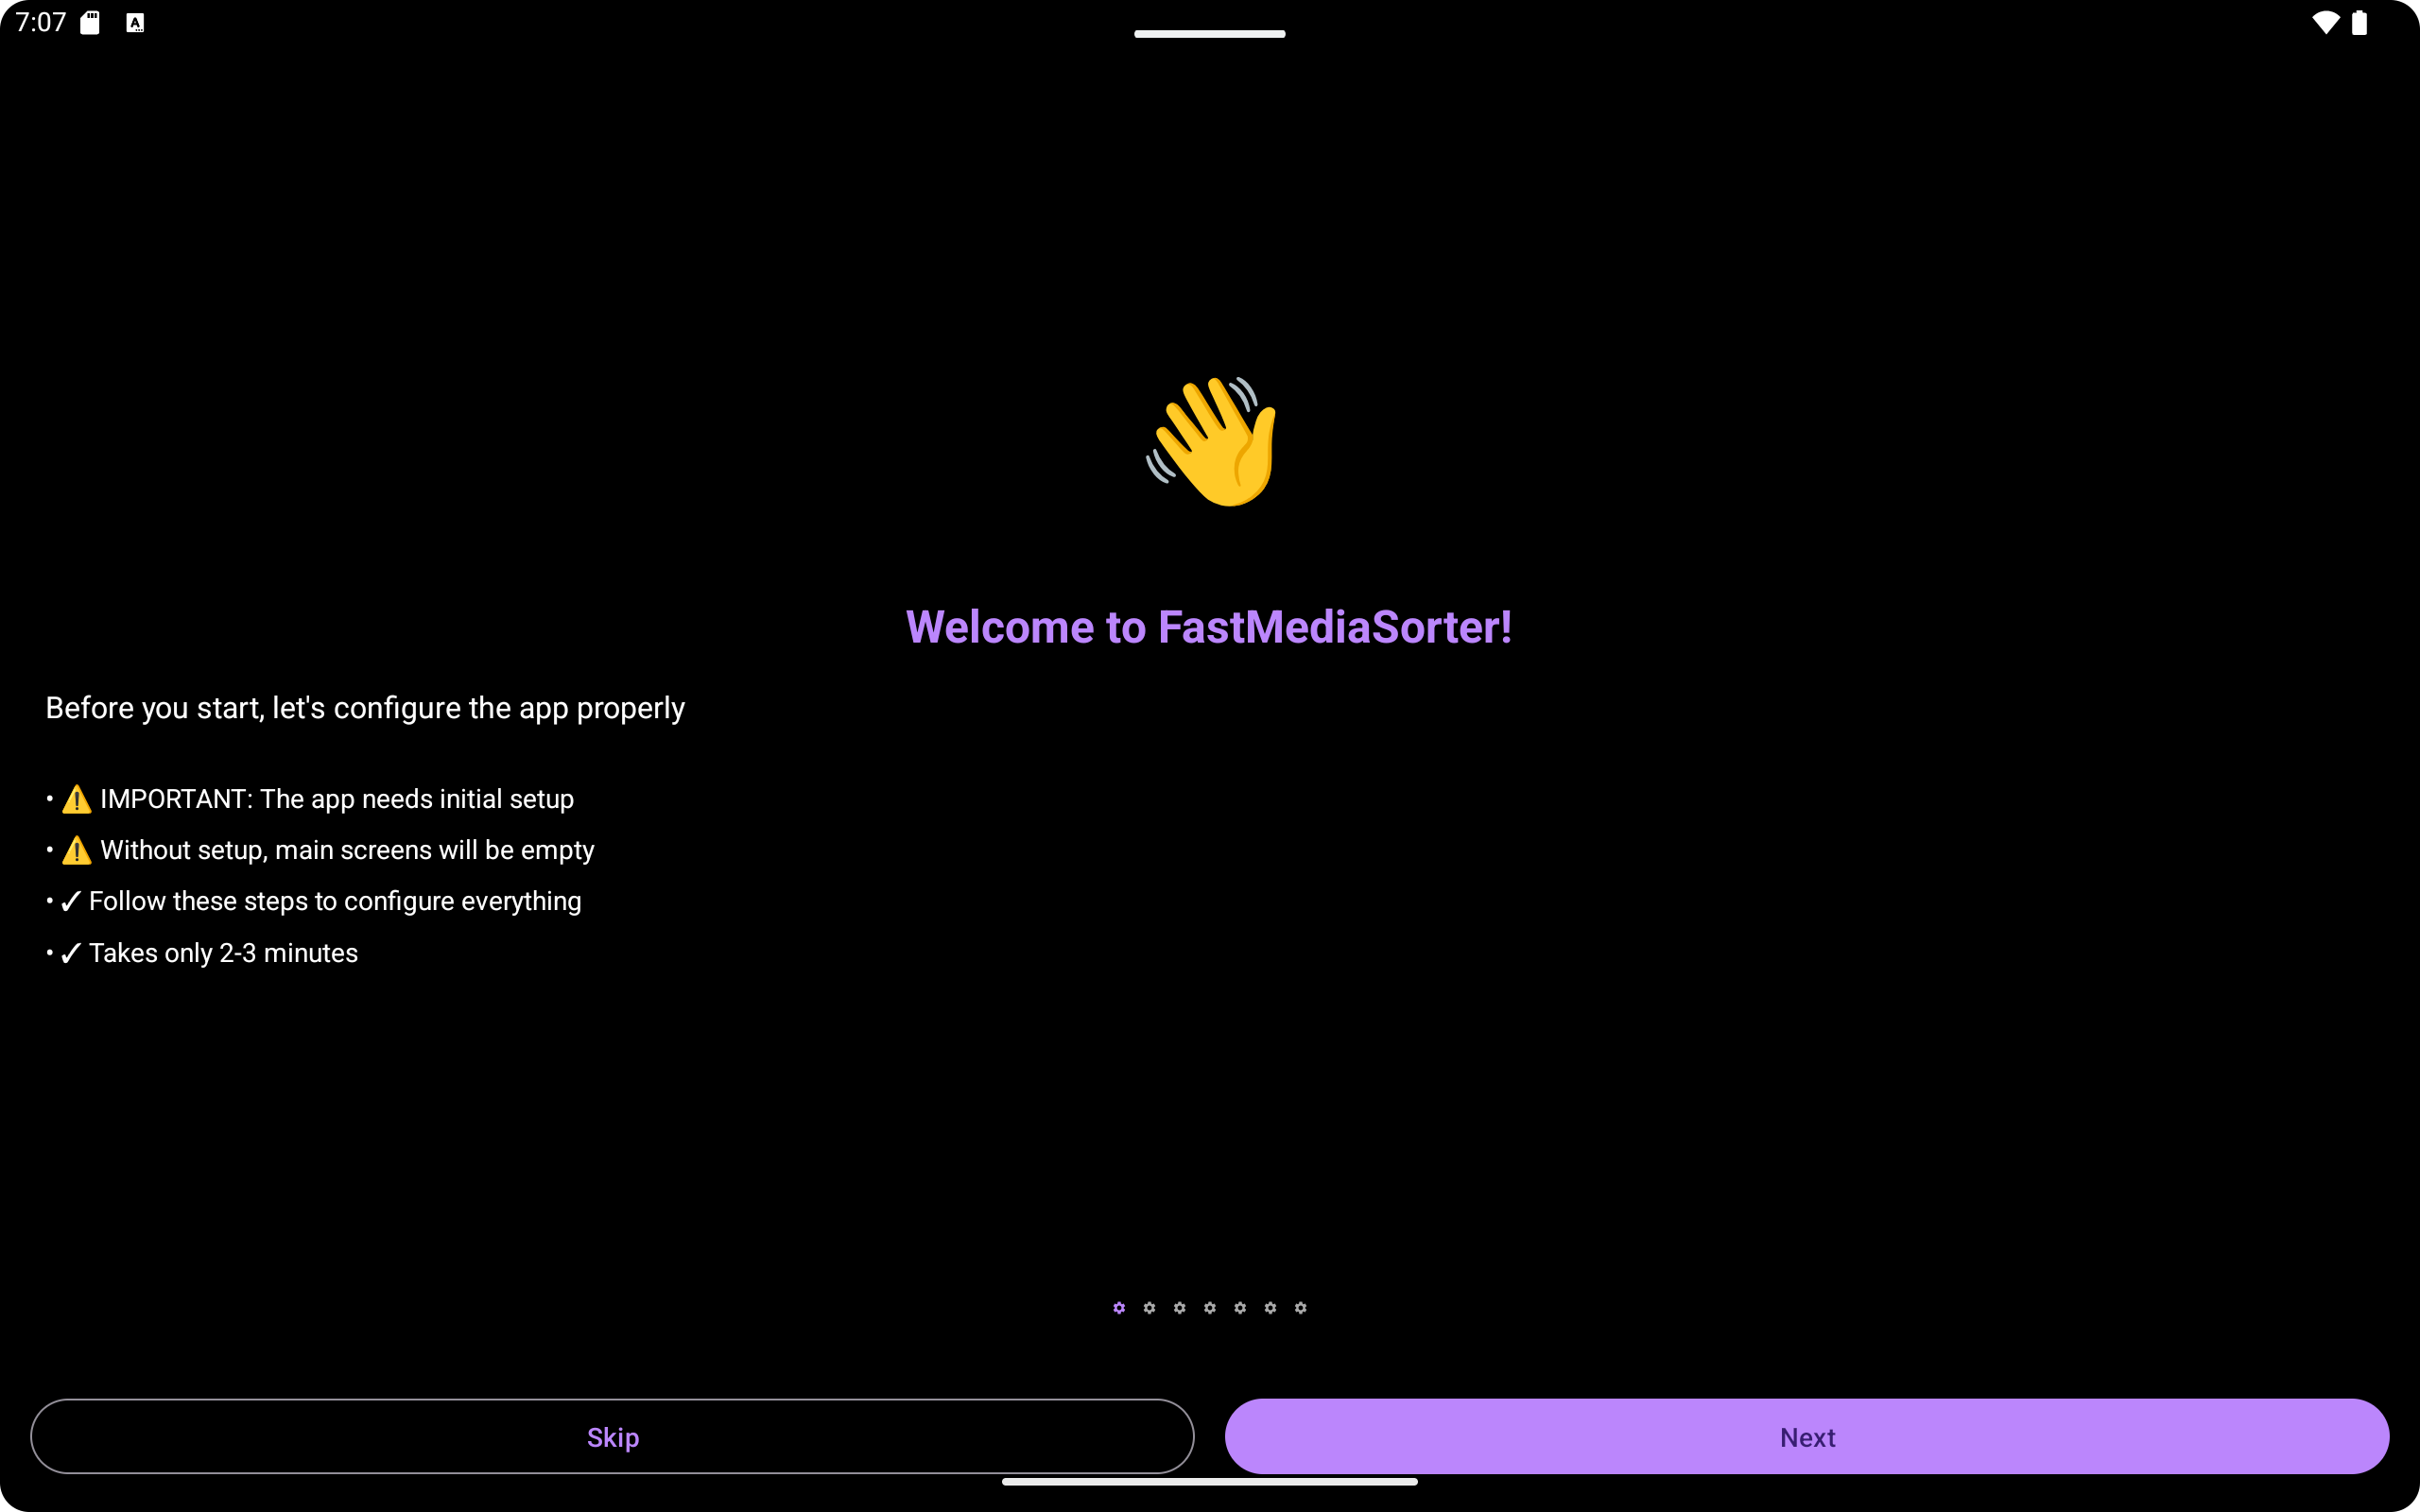 7:07
Welcome to FastMediaSorter!
Before you start, let's configure the app properly
• ⚠️ IMPORTANT: The app needs initial setup
• ⚠️ Without setup, main screens will be empty
• ✓ Follow these steps to configure everything
• ✓ Takes only 2-3 minutes
Skip
Next